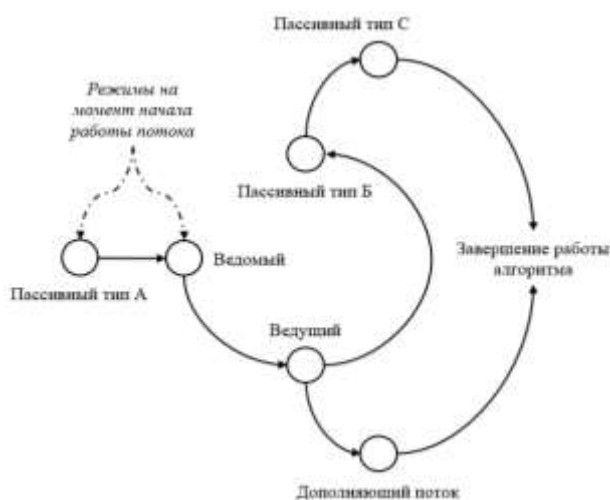 Пассивный тип С
Режимы на
момент начала
работы потока
Пассивный тип Б
Ведомый
Завершение работы
алгоритма
Пассивный тип А
Ведущий
Дополняющий поток